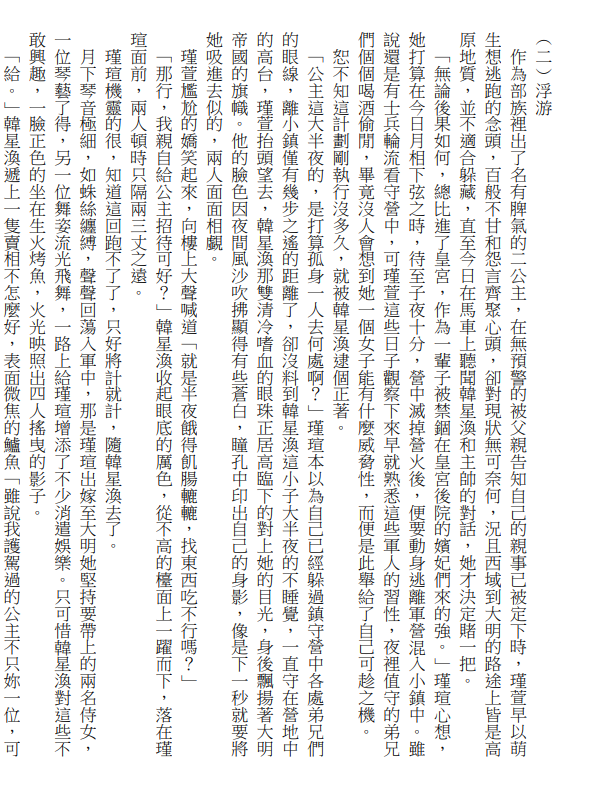 （二）浮游
作為部族裡出了名有脾氣的二公主，在無預警的被父親告知自己的親事已被定下時，瑾萱早以萌
生想逃跑的念頭，百般不甘和怨言齊聚心頭，卻對現狀無可奈何，況且西域到大明的路途上皆是高
原地質，並不適合躲藏，直至今日在馬車上聽聞韓星渙和主帥的對話，她才決定賭一把。
「無論後果如何，總比進了皇宮，作為一輩子被禁錮在皇宮後院的嬪妃們來的強。」瑾瑄心想，
她打算在今日月相下弦之時，待至子夜十分，營中滅掉營火後，便要動身逃離軍營混入小鎮中。雖
說還是有士兵輪流看守營中，可瑾萱這些日子觀察下來早就熟悉這些軍人的習性，夜裡值守的弟兄
們個個喝酒偷閒，畢竟沒人會想到她一個女子能有什麼威脅性，而便是此舉給了自己可趁之機。
恕不知這計劃剛執行沒多久，就被韓星渙逮個正著。
「公主這大半夜的，是打算孤身一人去何處啊？」瑾瑄本以為自己已經躲過鎮守營中各處弟兄們
的眼線，離小鎮僅有幾步之遙的距離了，卻沒料到韓星渙這小子大半夜的不睡覺，一直守在營地中
的高台，瑾萱抬頭望去，韓星渙那雙清冷嗜血的眼珠正居高臨下的對上她的目光，身後飄揚著大明
帝國的旗幟。他的臉色因夜間風沙吹拂顯得有些蒼白，瞳孔中印出自己的身影，像是下一秒就要將
她吸進去似的，兩人面面相覷。
瑾萱尷尬的嬌笑起來，向樓上大聲喊道「就是半夜餓得飢腸轆轆，找東西吃不行嗎？」
「那行，我親自給公主招待可好？」韓星渙收起眼底的厲色，從不高的檯面上一躍而下，落在瑾
瑄面前，兩人頓時只隔兩三丈之遠。
瑾瑄機靈的很，知道這回跑不了了，只好將計就計，隨韓星渙去了。
月下琴音極細，如蛛絲纏縛，聲聲回蕩入軍中，那是瑾瑄出嫁至大明她堅持要帶上的兩名侍女，
一位琴藝了得，另一位舞姿流光飛舞，一路上給瑾瑄增添了不少消遣娛樂。只可惜韓星渙對這些不
敢興趣，一臉正色的坐在生火烤魚，火光映照出四人搖曳的影子。
「給。」韓星渙遞上一隻賣相不怎麼好，表面微焦的鱸魚「雖說我護駕過的公主不只妳一位，可